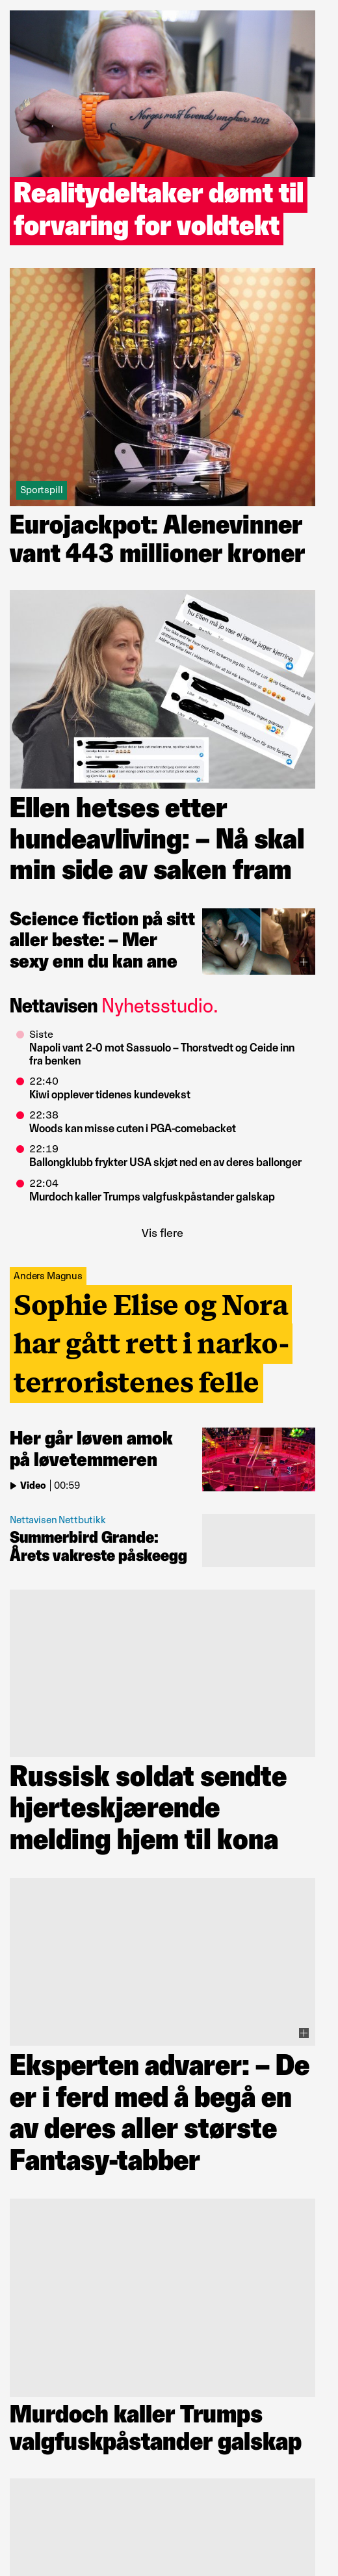 Norges mest levende ungkar 2012
Realitydeltaker dømt til
forvaring for voldtekt
Sportspill
Eurojackpot: Alenevinner
vant 443 millioner kroner
hu Ellen må jo vær ei jævla juger kjerring
Ellen hetses etter
hundeavliving: – Nå skal
min side av saken fram
Science fiction på sitt
aller beste: – Mer
sexy enn du kan ane
Nettavisen Nyhetsstudio.
Siste
Napoli vant 2-0 mot Sassuolo – Thorstvedt og Ceide inn
fra benken
22:40
Kiwi opplever tidenes kundevekst
22:38
Woods kan misse cuten i PGA-comebacket
22:19
Ballongklubb frykter USA skjøt ned en av deres ballonger
22:04
Murdoch kaller Trumps valgfuskpåstander galskap
Vis flere
Anders Magnus
Sophie Elise og Nora
har gått rett i narko-
terroristenes felle
Her går løven amok
på løvetemmeren
Video | 00:59
Nettavisen Nettbutikk
Summerbird Grande:
Årets vakreste påskeegg
Russisk soldat sendte
hjerteskjærende
melding hjem til kona
Eksperten advarer: – De
er i ferd med å begå en
av deres aller største
Fantasy-tabber
Murdoch kaller Trumps
valgfuskpåstander galskap